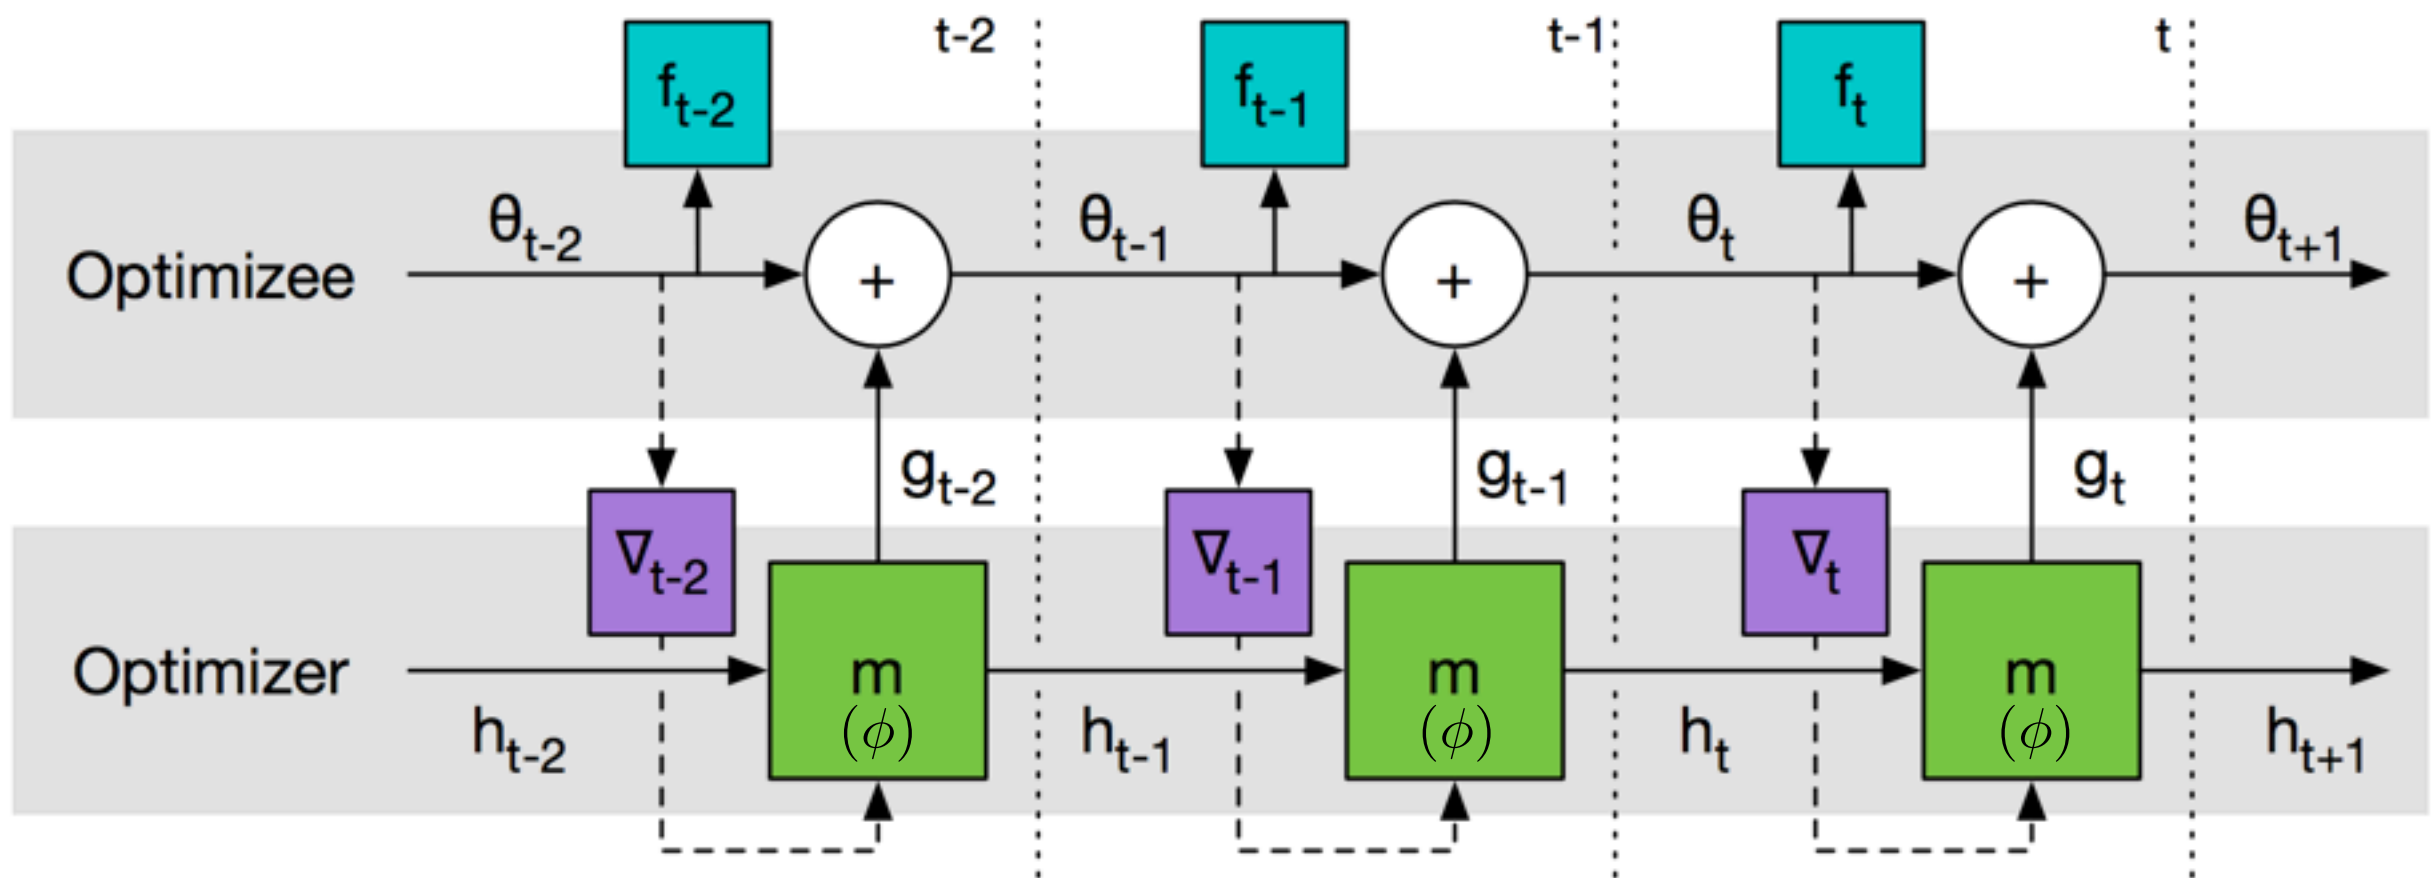 t-2 t-1 t
f_{t-2} f_{t-1} f_t
θ_{t-2} θ_{t-1} θ_t θ_{t+1}
Optimizee + + +
g_{t-2} g_{t-1} g_t
∇_{t-2} ∇_{t-1} ∇_t
Optimizer m m m
(ϕ) (ϕ) (ϕ)
h_{t-2} h_{t-1} h_t h_{t+1}